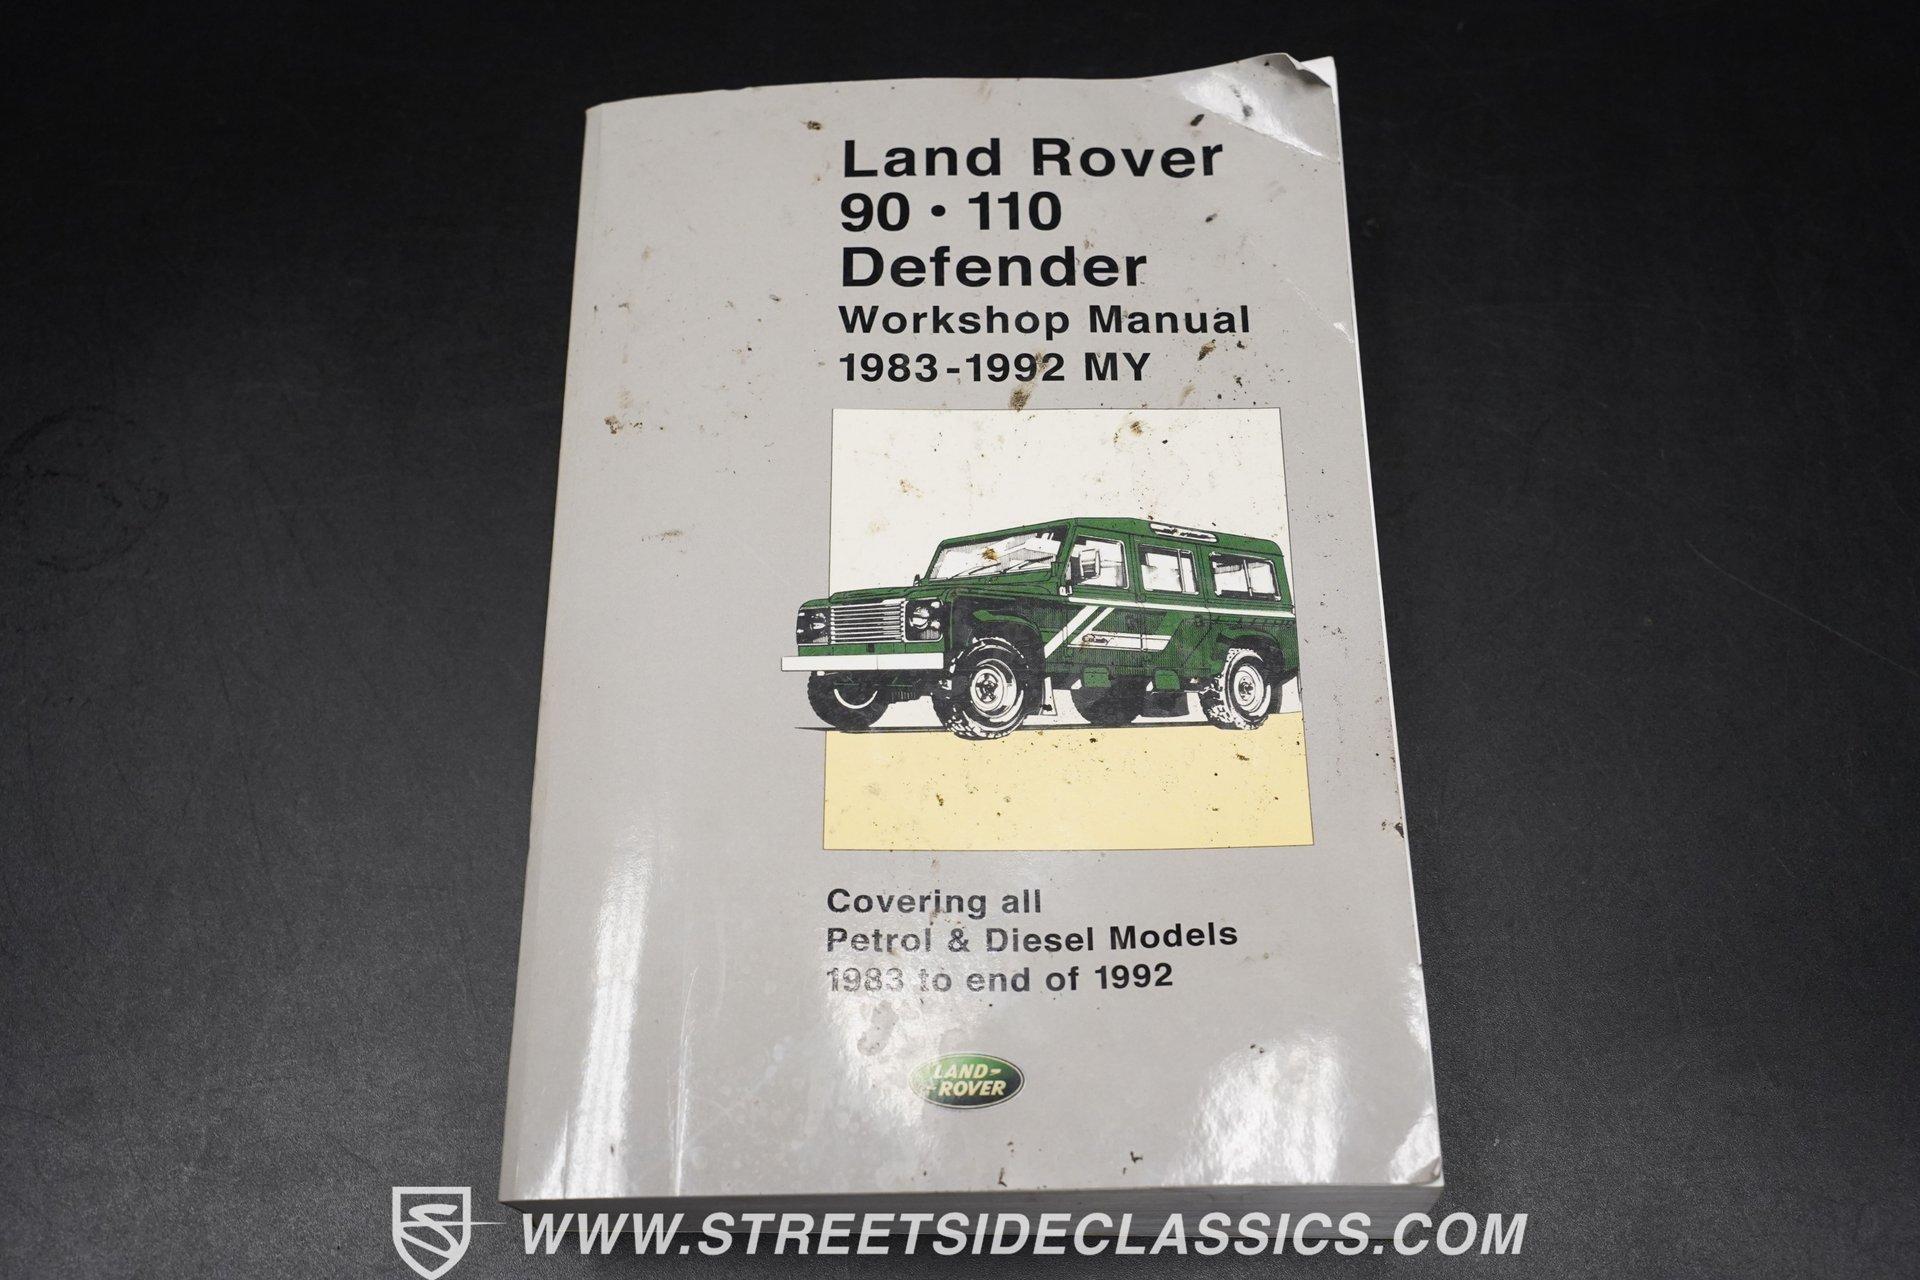 Land Rover
90 • 110
Defender
Workshop Manual
1983-1992 MY
County
Covering all
Petrol & Diesel Models
1983 to end of 1992
LAND-
ROVER
WWW.STREETSIDECLASSICS.COM